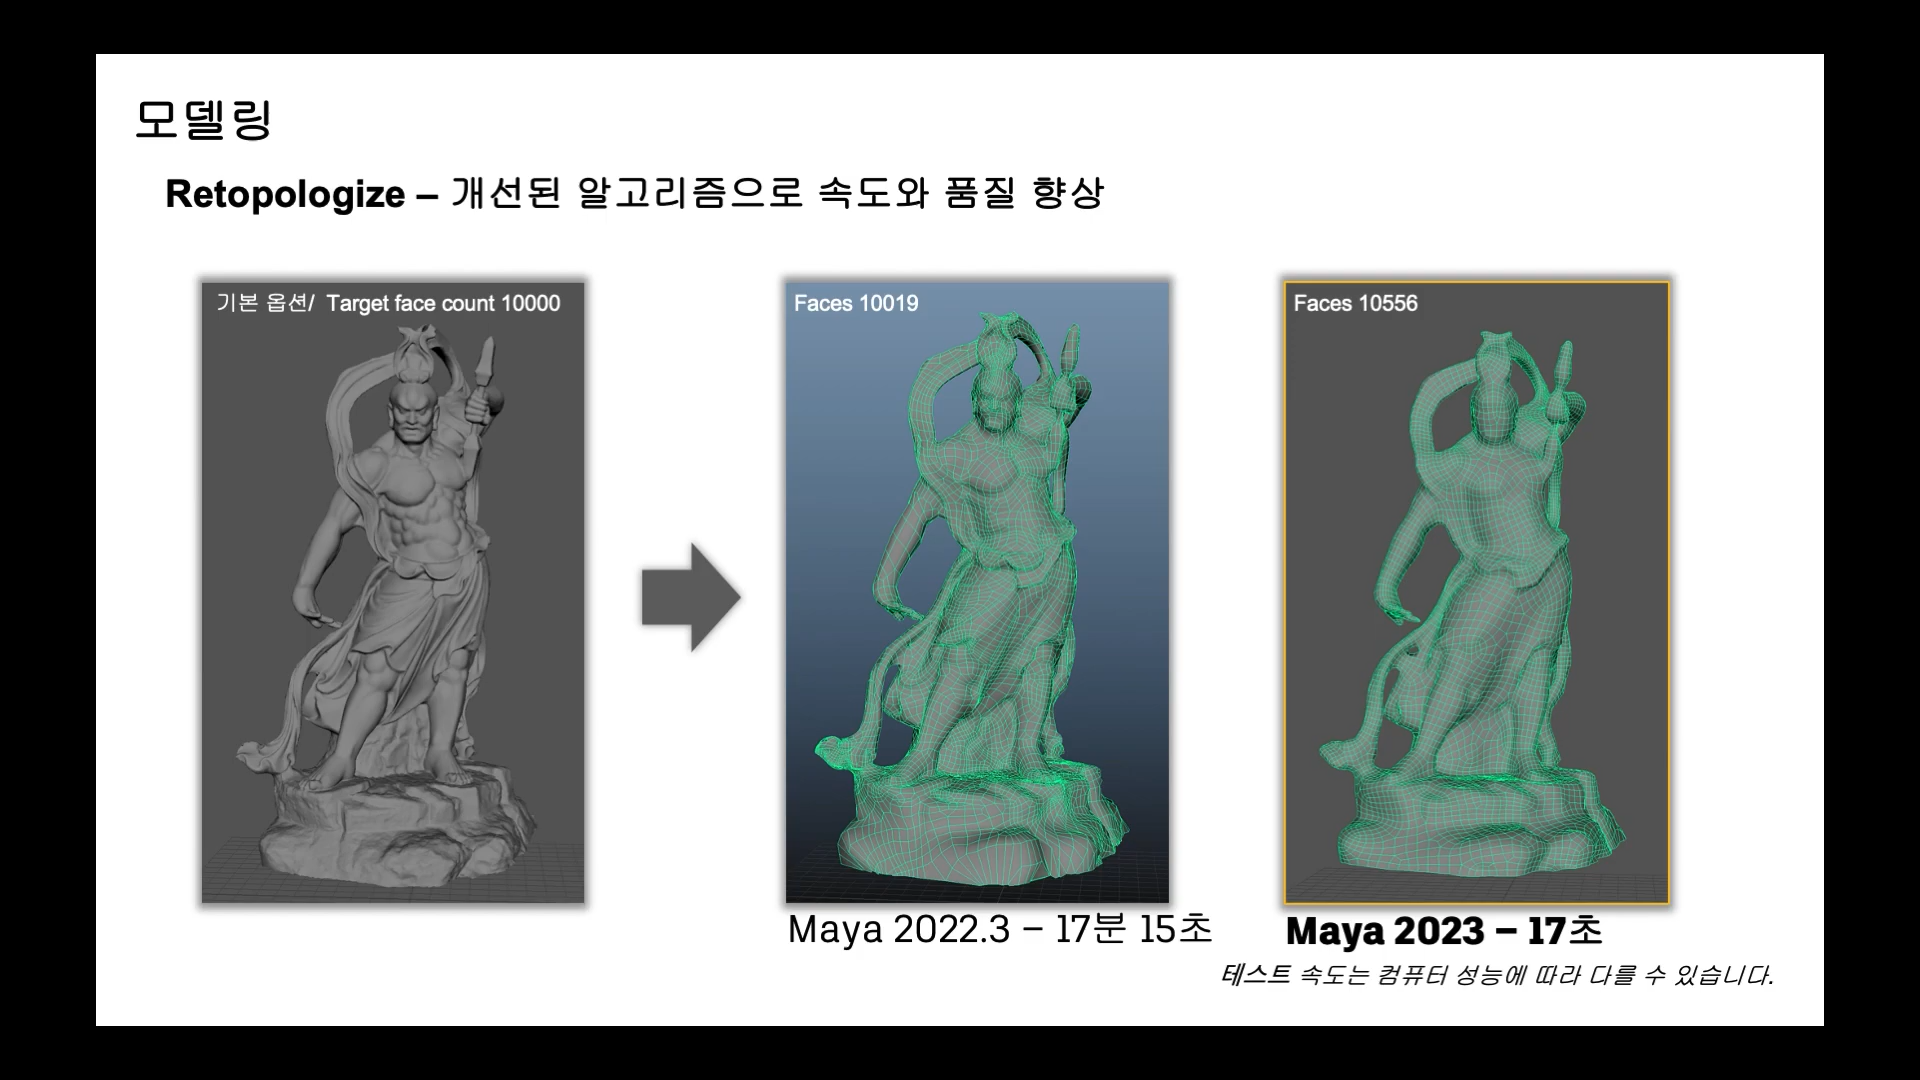 모델링
Retopologize – 개선된 알고리즘으로 속도와 품질 향상
기본 옵션/ Target face count 10000
Faces 10019
Faces 10556
Maya 2022.3 – 17분 15초
Maya 2023 – 17초
테스트 속도는 컴퓨터 성능에 따라 다를 수 있습니다.